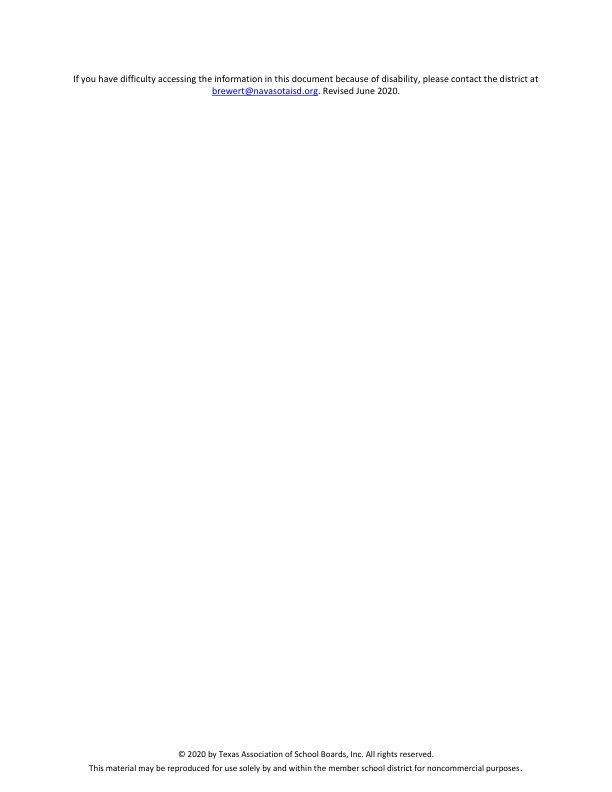 If you have difficulty accessing the information in this document because of disability, please contact the district at
brewert@navasotaisd.org. Revised June 2020.
© 2020 by Texas Association of School Boards, Inc. All rights reserved.
This material may be reproduced for use solely by and within the member school district for noncommercial purposes.